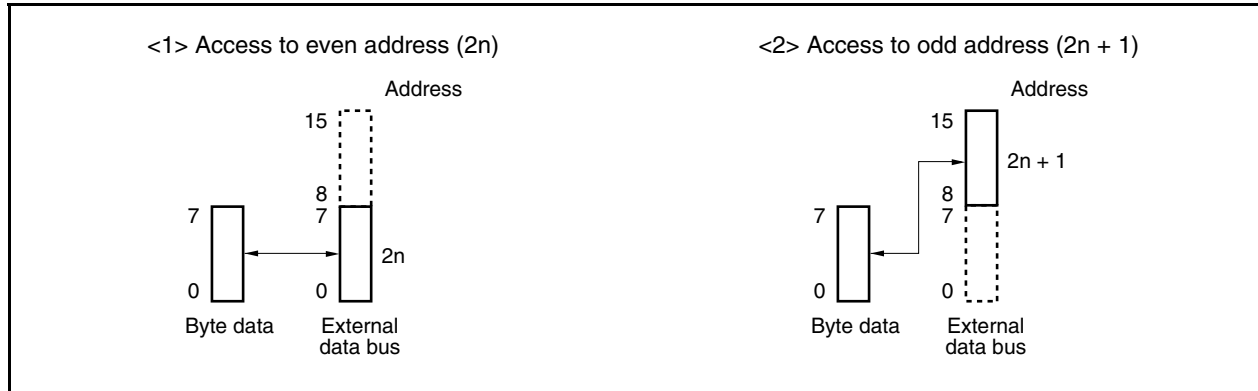 <1> Access to even address (2n)
Address
15
8
7
7
2n
0
0
Byte data
External
data bus
<2> Access to odd address (2n + 1)
Address
15
2n + 1
8
7
7
0
0
Byte data
External
data bus